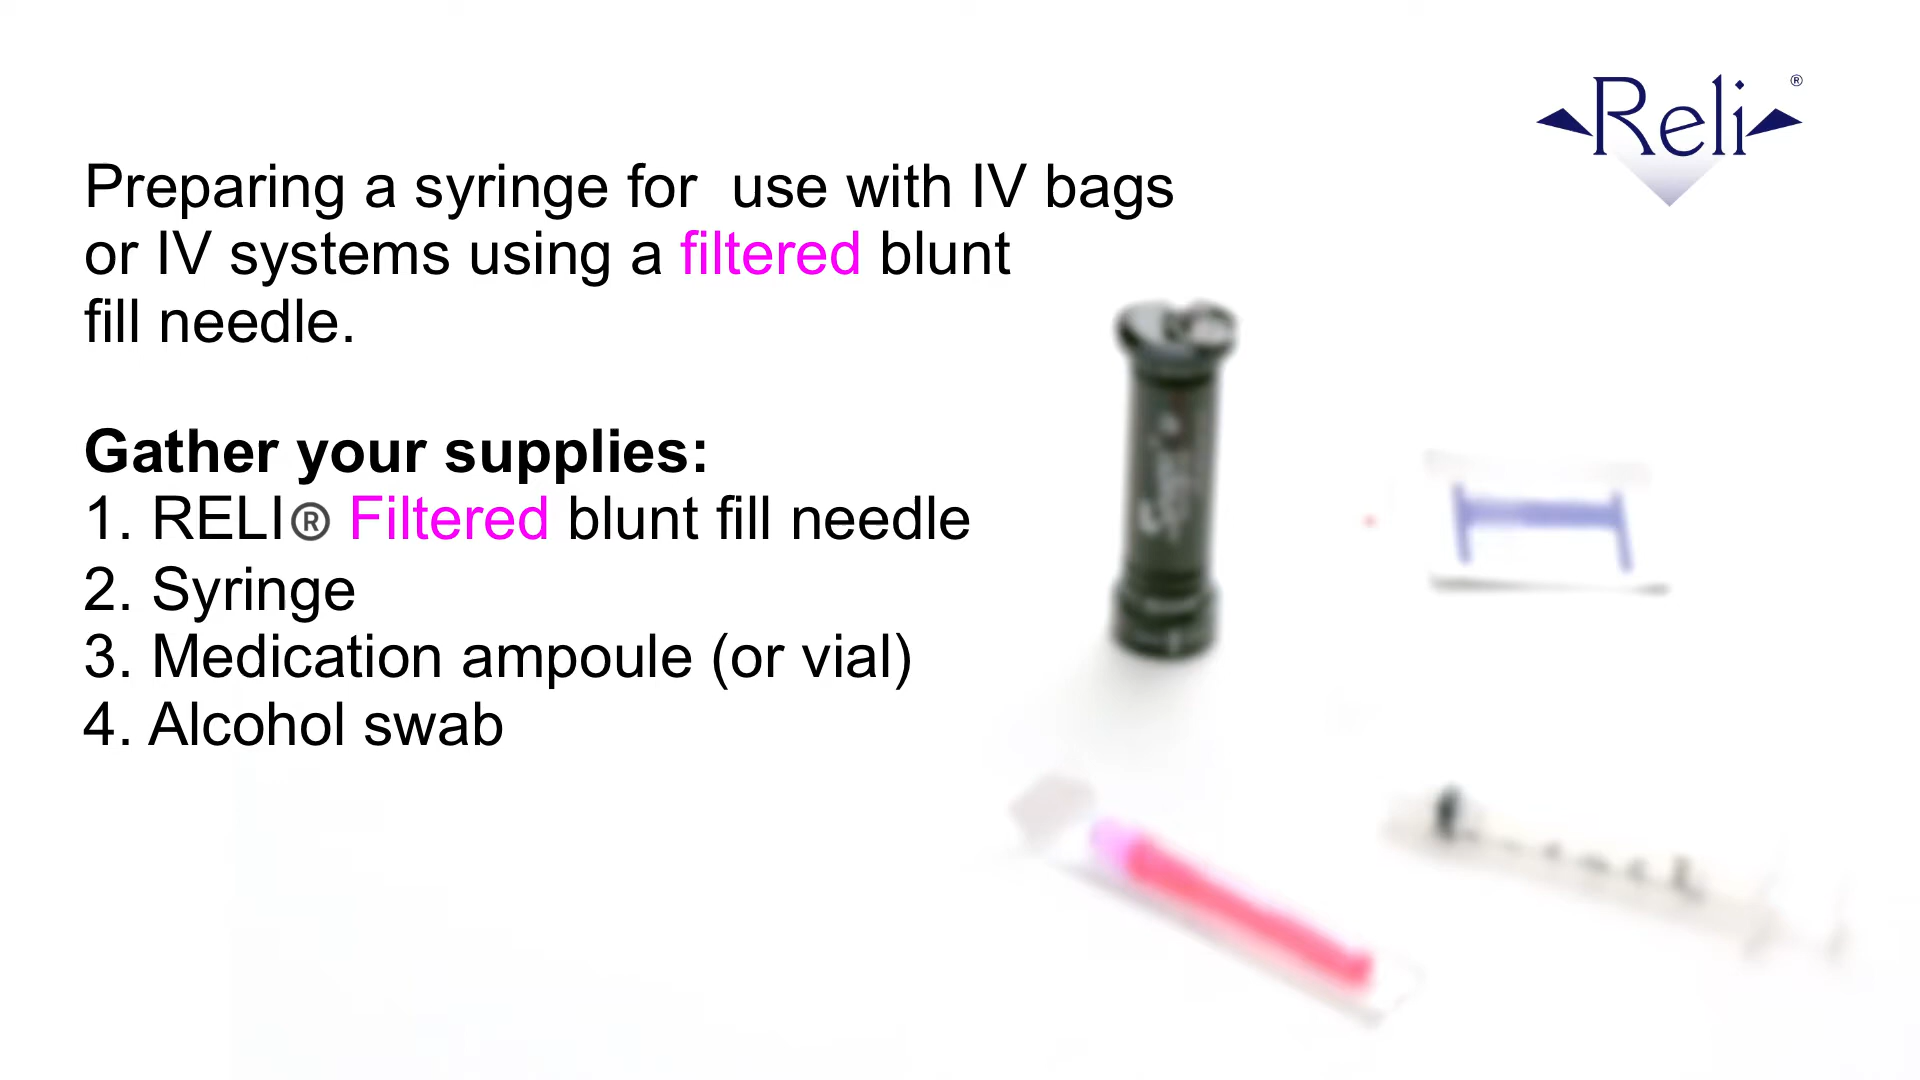 Reli®
Preparing a syringe for  use with IV bags
or IV systems using a filtered blunt
fill needle.
Gather your supplies:
1. RELI® Filtered blunt fill needle
2. Syringe
3. Medication ampoule (or vial)
4. Alcohol swab